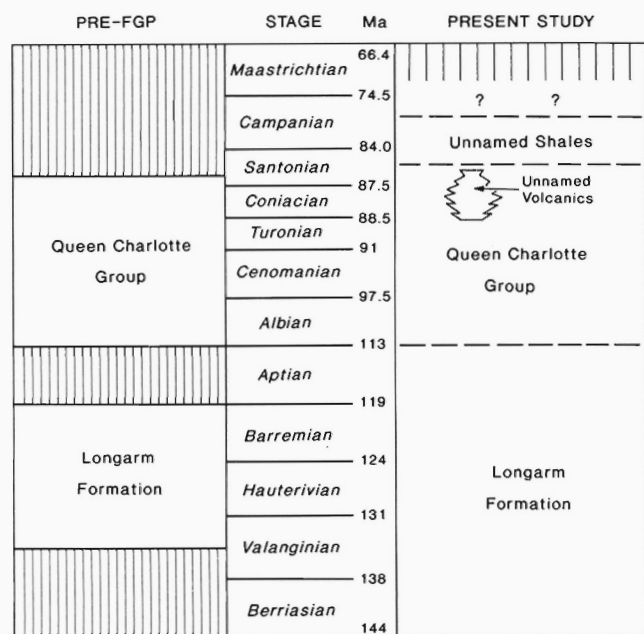 PRE-FGP STAGE Ma PRESENT STUDY
66.4
Maastrichtian
74.5
? ?
Campanian
84.0
Unnamed Shales
Santonian
87.5
Unnamed
Volcanics
Coniacian
88.5
Turonian
91
Queen Charlotte
Group
Cenomanian
Queen Charlotte
Group
97.5
Albian
113
Aptian
119
Barremian
124
Longarm
Formation
Hauterivian
Longarm
Formation
131
Valanginian
138
Berriasian
144